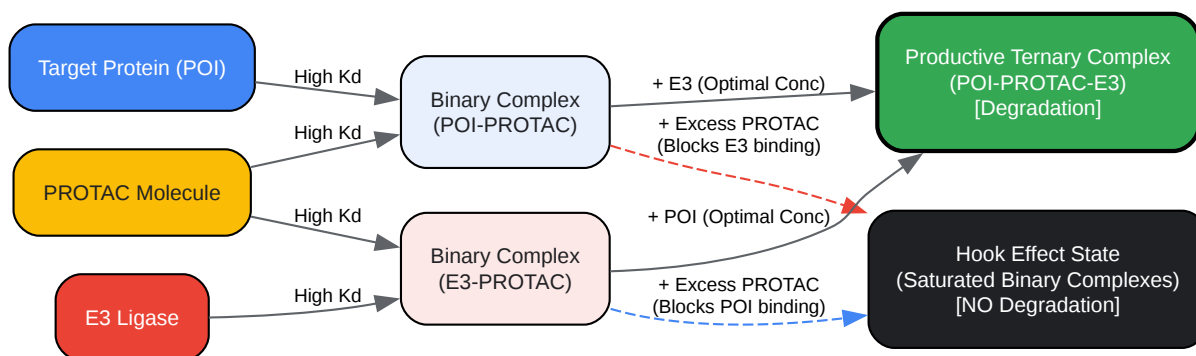 Target Protein (POI)
PROTAC Molecule
E3 Ligase
High Kd
High Kd
High Kd
High Kd
Binary Complex
(POI-PROTAC)
Binary Complex
(E3-PROTAC)
+ E3 (Optimal Conc)
+ Excess PROTAC
(Blocks E3 binding)
+ POI (Optimal Conc)
+ Excess PROTAC
(Blocks POI binding)
Productive Ternary Complex
(POI-PROTAC-E3)
[Degradation]
Hook Effect State
(Saturated Binary Complexes)
[NO Degradation]